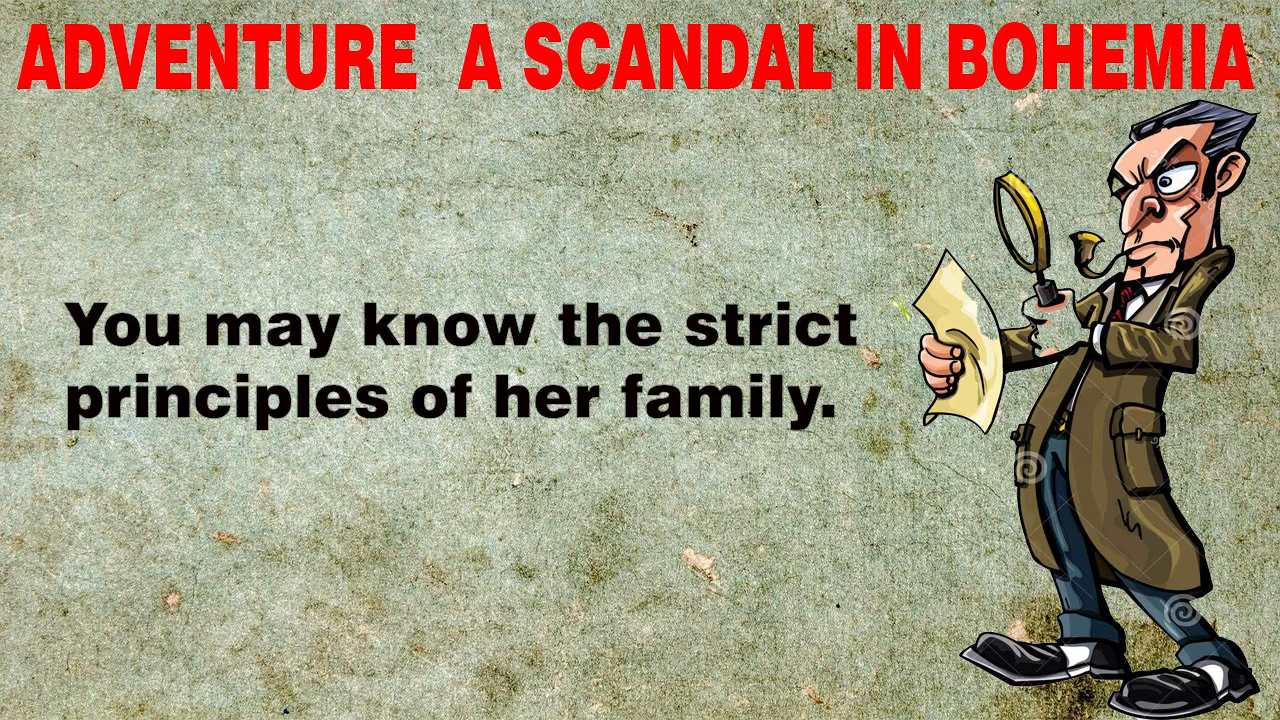 ADVENTURE A SCANDAL IN BOHEMIA
You may know the strict
principles of her family.